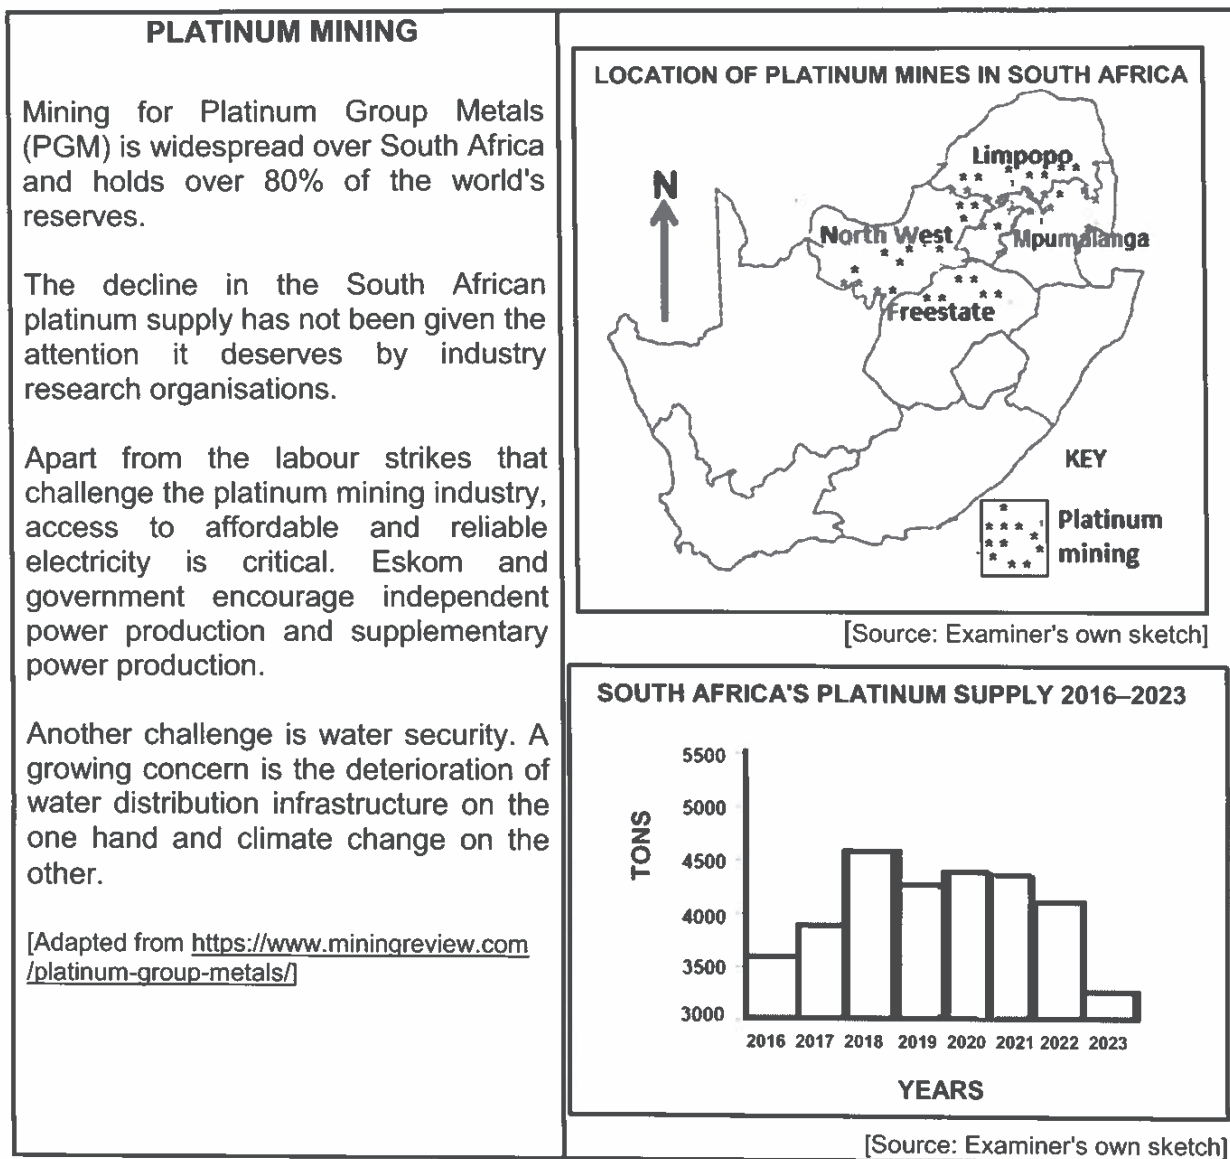 PLATINUM MINING
Mining for Platinum Group Metals
(PGM) is widespread over South Africa
and holds over 80% of the world's
reserves.
The decline in the South African
platinum supply has not been given the
attention it deserves by industry
research organisations.
Apart from the labour strikes that
challenge the platinum mining industry,
access to affordable and reliable
electricity is critical. Eskom and
government encourage independent
power production and supplementary
power production.
Another challenge is water security. A
growing concern is the deterioration of
water distribution infrastructure on the
one hand and climate change on the
other.
[Adapted from https://www.miningreview.com
/platinum-group-metals/]
LOCATION OF PLATINUM MINES IN SOUTH AFRICA
N
Limpopo
North West
Mpumalanga
Freestate
KEY
Platinum
mining
[Source: Examiner's own sketch]
SOUTH AFRICA'S PLATINUM SUPPLY 2016–2023
TONS
5500
5000
4500
4000
3500
3000
2016 2017 2018 2019 2020 2021 2022 2023
YEARS
[Source: Examiner's own sketch]